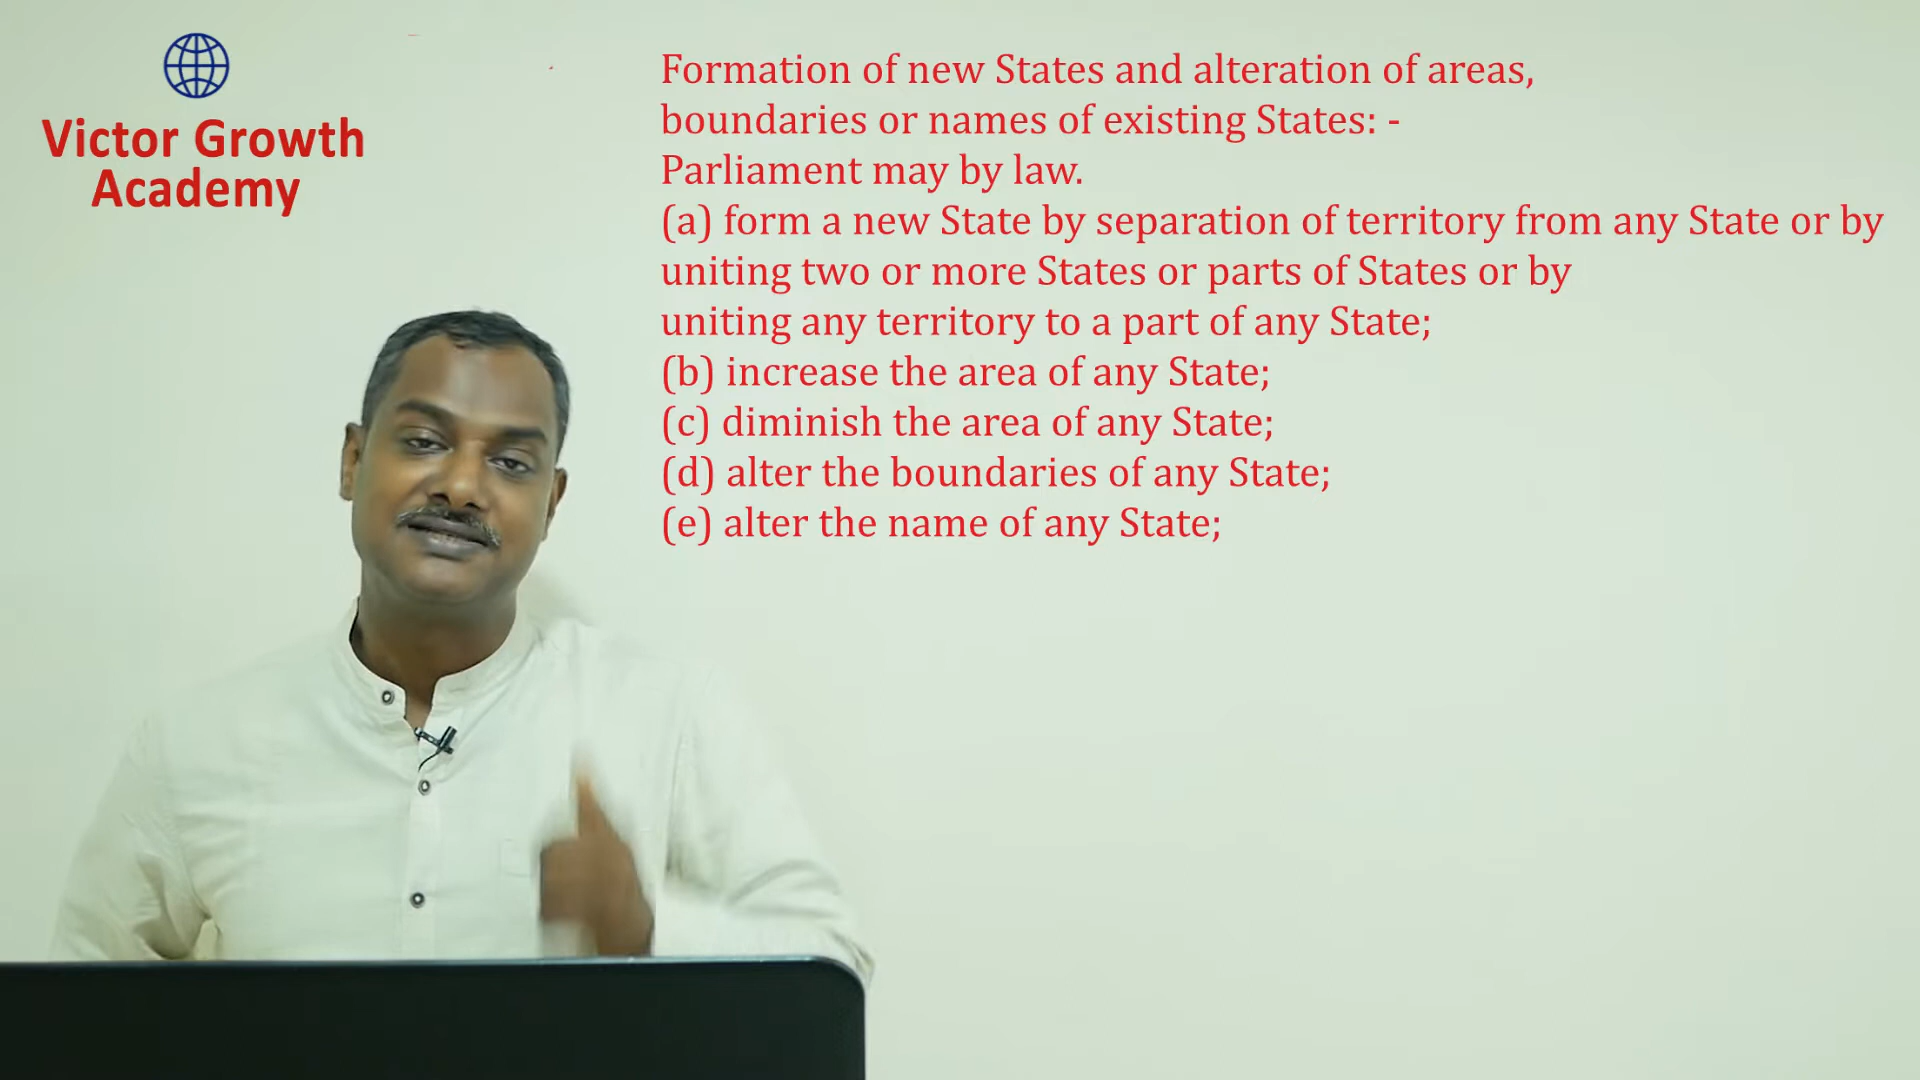 Victor Growth
Academy
Formation of new States and alteration of areas,
boundaries or names of existing States: -
Parliament may by law.
(a) form a new State by separation of territory from any State or by
uniting two or more States or parts of States or by
uniting any territory to a part of any State;
(b) increase the area of any State;
(c) diminish the area of any State;
(d) alter the boundaries of any State;
(e) alter the name of any State;